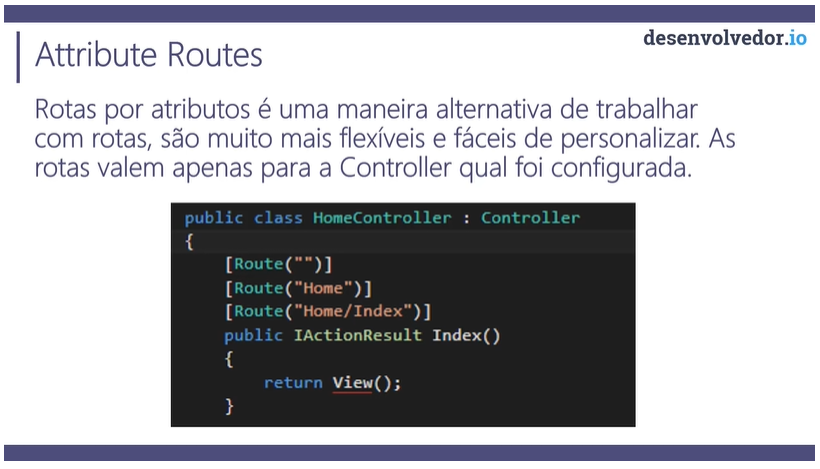 desenvolvedor.io
Attribute Routes
Rotas por atributos é uma maneira alternativa de trabalhar
com rotas, são muito mais flexíveis e fáceis de personalizar. As
rotas valem apenas para a Controller qual foi configurada.
public class HomeController : Controller
{
    [Route("")]
    [Route("Home")]
    [Route("Home/Index")]
    public IActionResult Index()
    {
        return View();
    }